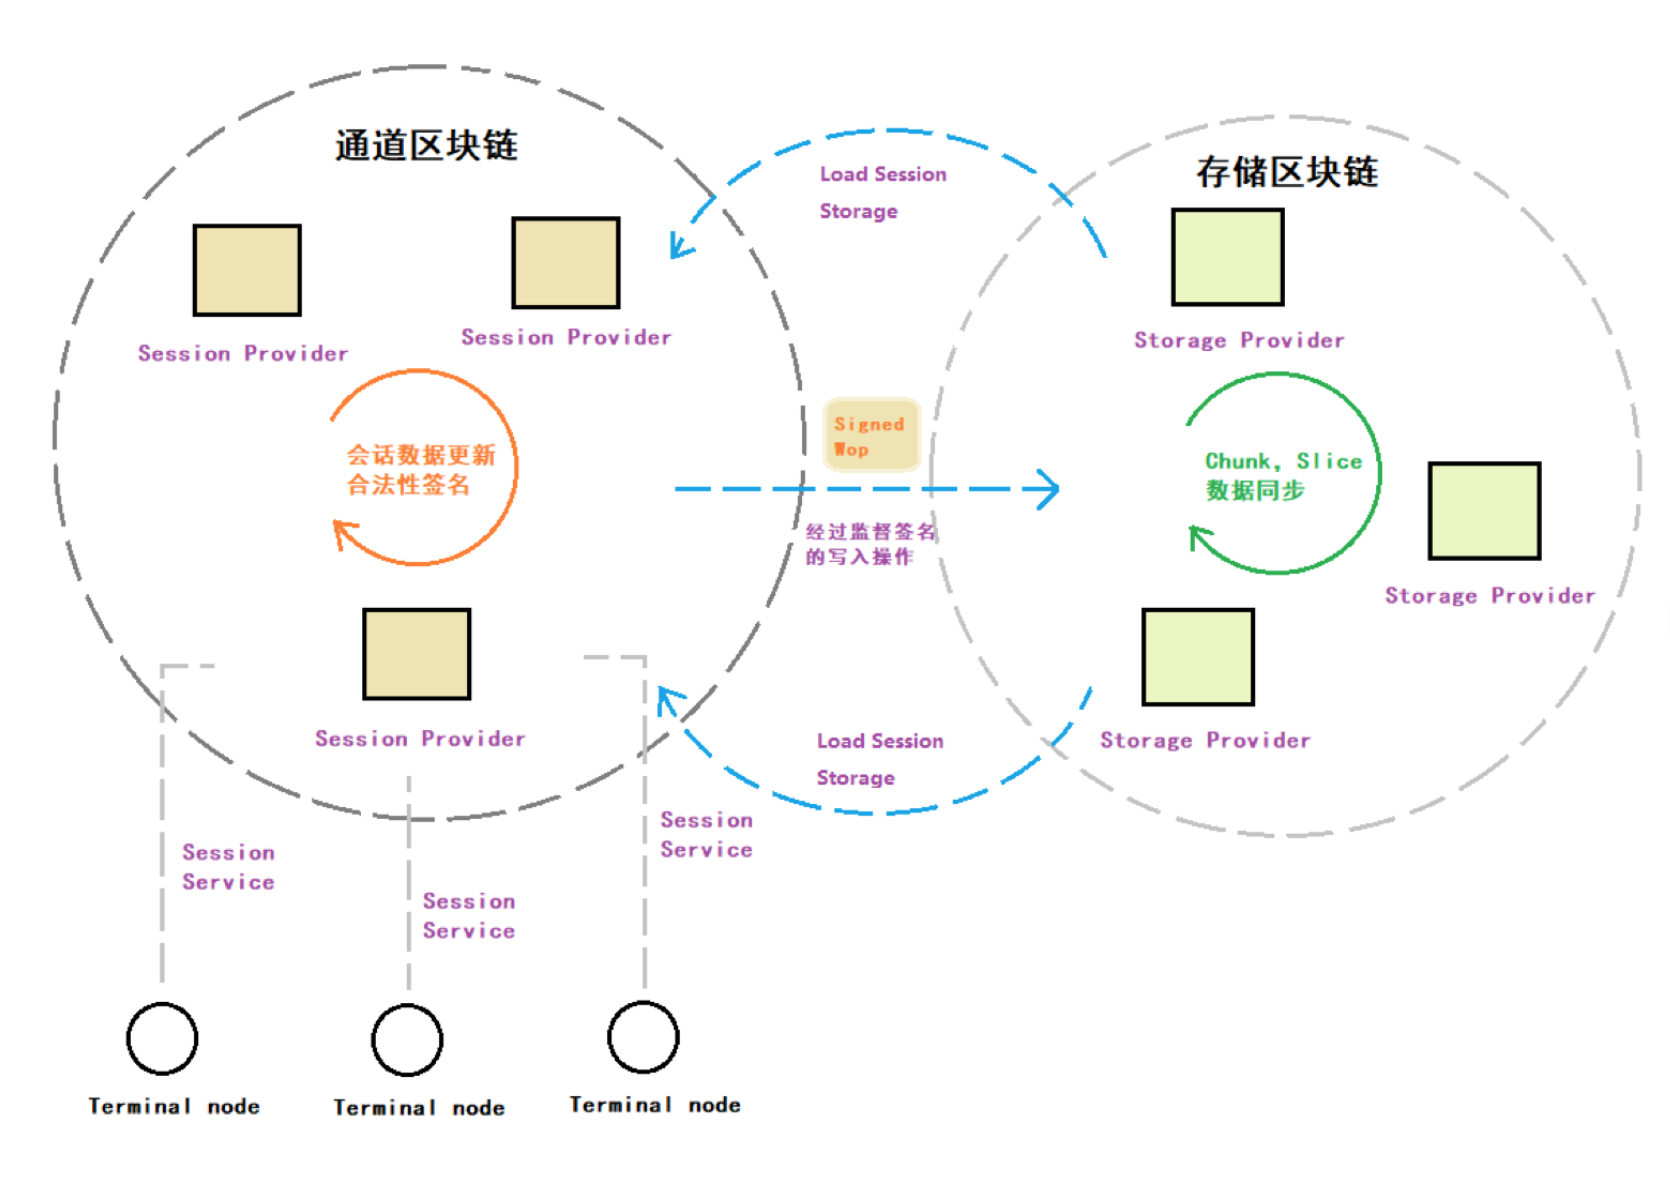 通道区块链
存储区块链
Load Session
Storage
Session Provider
Session Provider
Storage Provider
会话数据更新
合法性签名
Signed
Wop
经过监督签名
的写入操作
Chunk, Slice
数据同步
Storage Provider
Session Provider
Load Session
Storage
Storage Provider
Session
Service
Session
Service
Session
Service
Terminal node
Terminal node
Terminal node